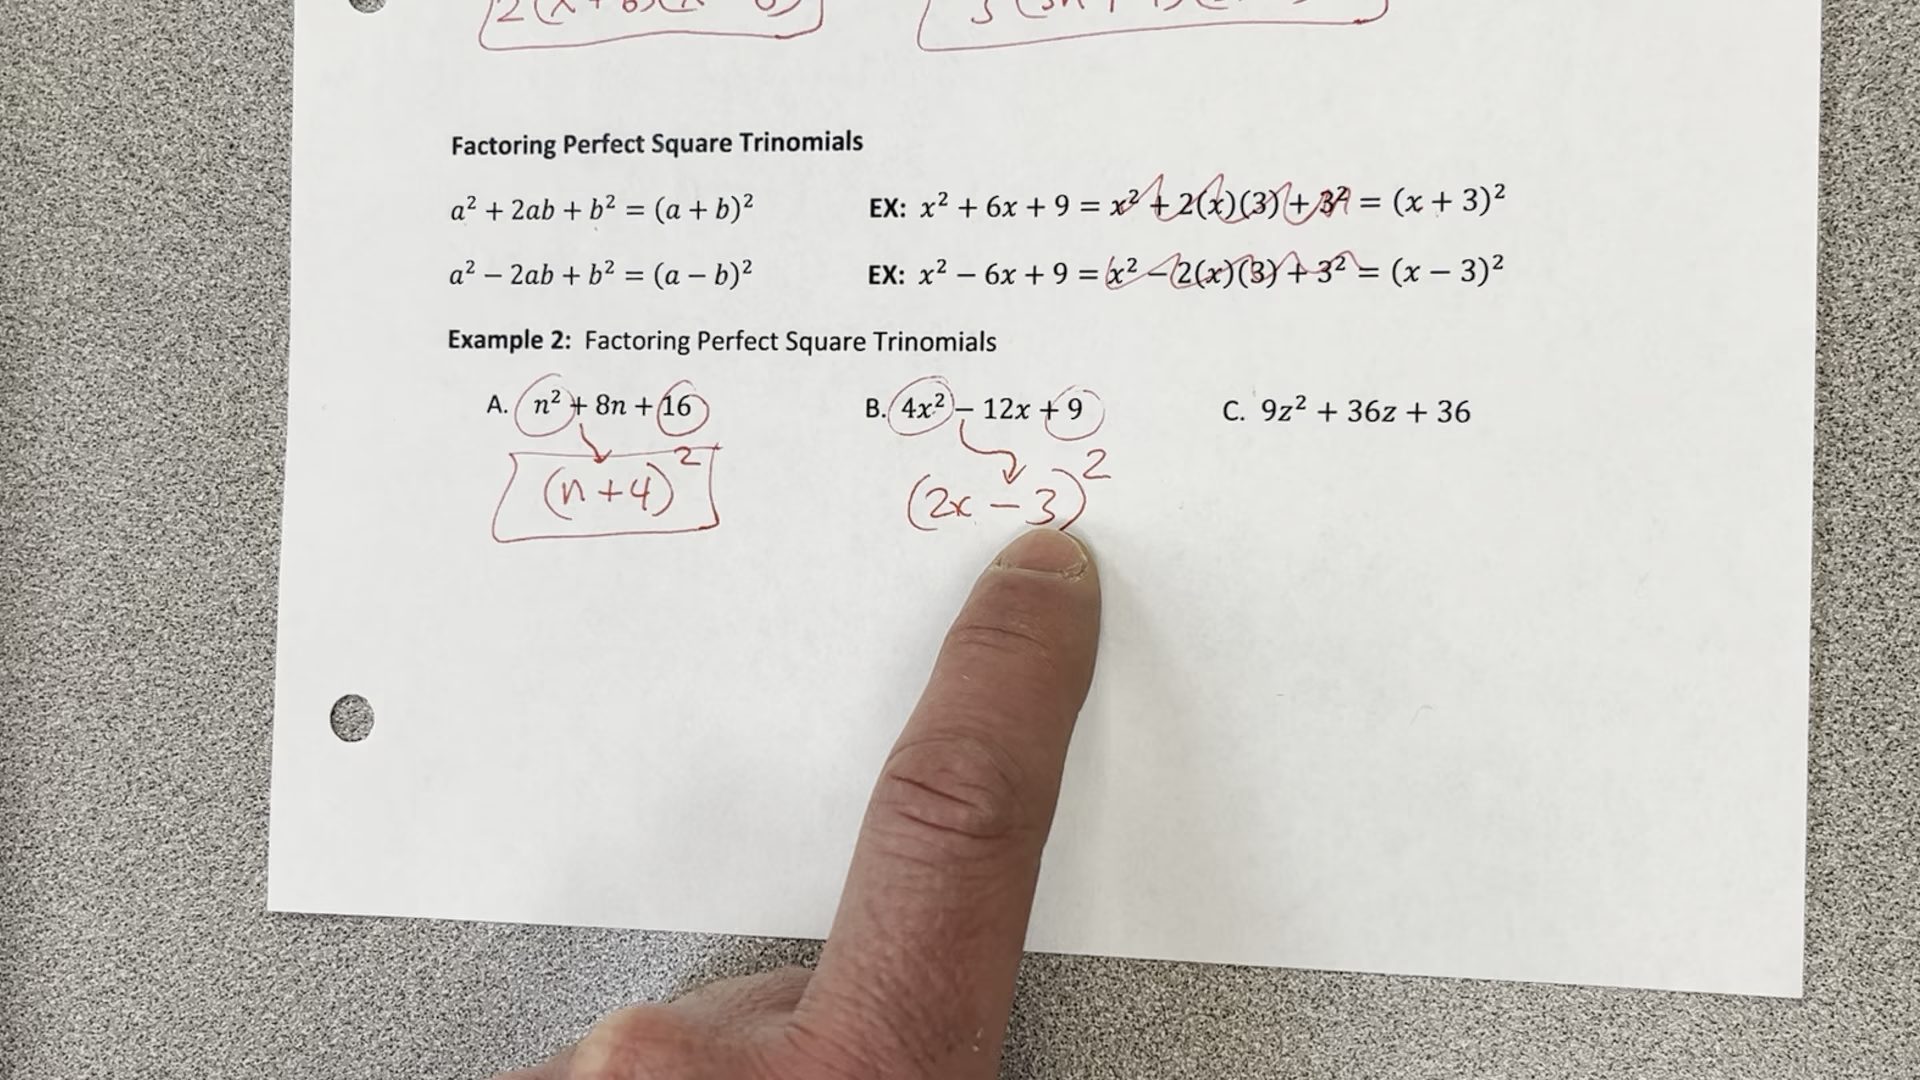 Factoring Perfect Square Trinomials
a² + 2ab + b² = (a + b)² EX: x² + 6x + 9 = x² + 2(x)(3) + 3² = (x + 3)²
a² − 2ab + b² = (a − b)² EX: x² − 6x + 9 = x² − 2(x)(3) + 3² = (x − 3)²
Example 2: Factoring Perfect Square Trinomials
A. n² + 8n + 16 B. 4x² − 12x + 9 C. 9z² + 36z + 36
(n+4)² (2x − 3)²